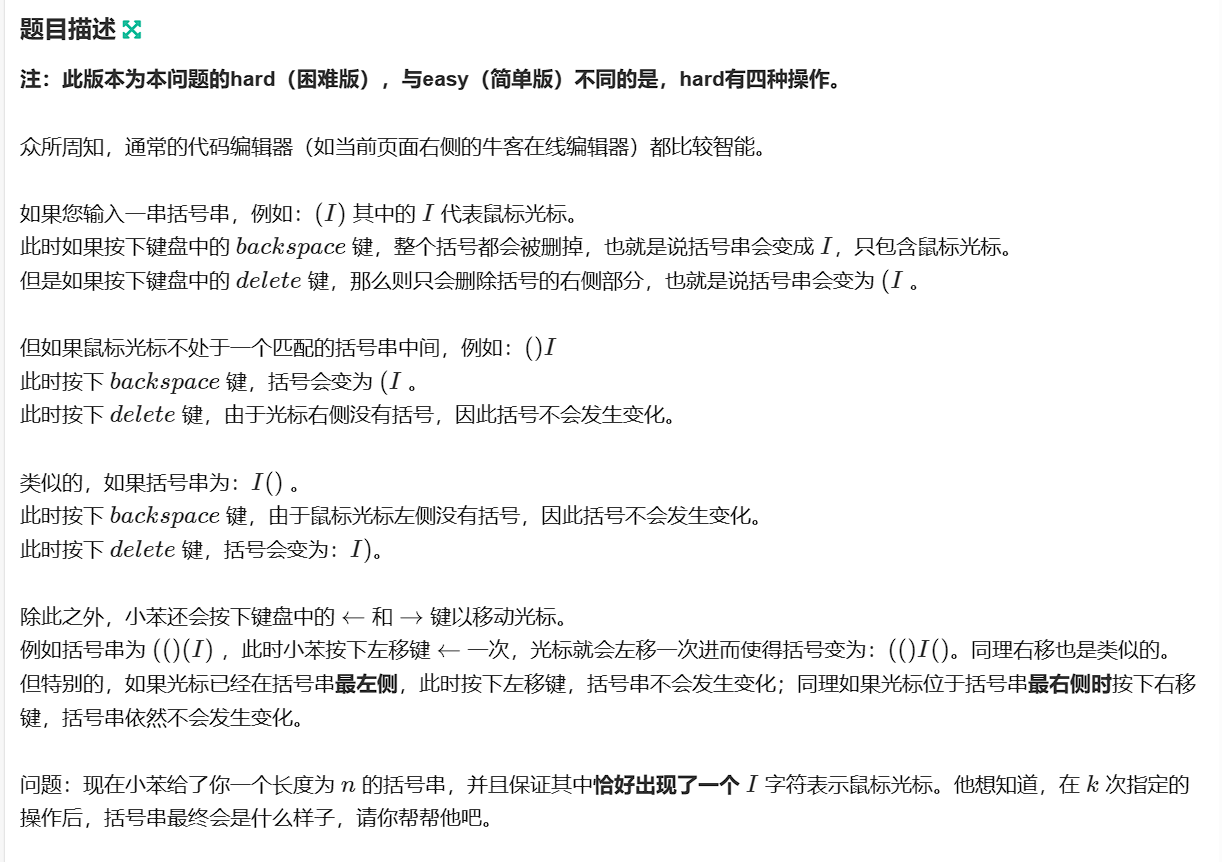 题目描述
注：此版本为本问题的hard（困难版），与easy（简单版）不同的是，hard有四种操作。
众所周知，通常的代码编辑器（如当前页面右侧的牛客在线编辑器）都比较智能。
如果您输入一串括号串，例如：(I) 其中的 I 代表鼠标光标。
此时如果按下键盘中的 backspace 键，整个括号都会被删掉，也就是说括号串会变成 I，只包含鼠标光标。
但是如果按下键盘中的 delete 键，那么则只会删除括号的右侧部分，也就是说括号串会变为 (I 。
但如果鼠标光标不处于一个匹配的括号串中间，例如：()I
此时按下 backspace 键，括号会变为 (I 。
此时按下 delete 键，由于光标右侧没有括号，因此括号不会发生变化。
类似的，如果括号串为：I() 。
此时按下 backspace 键，由于鼠标光标左侧没有括号，因此括号不会发生变化。
此时按下 delete 键，括号会变为：I)。
除此之外，小苯还会按下键盘中的 ← 和 → 键以移动光标。
例如括号串为 (()(I) ，此时小苯按下左移键 ← 一次，光标就会左移一次进而使得括号变为：(()I()。同理右移也是类似的。
但特别的，如果光标已经在括号串最左侧，此时按下左移键，括号串不会发生变化；同理如果光标位于括号串最右侧时按下右移
键，括号串依然不会发生变化。
问题：现在小苯给了你一个长度为 n 的括号串，并且保证其中恰好出现了一个 I 字符表示鼠标光标。他想知道，在 k 次指定的
操作后，括号串最终会是什么样子，请你帮帮他吧。